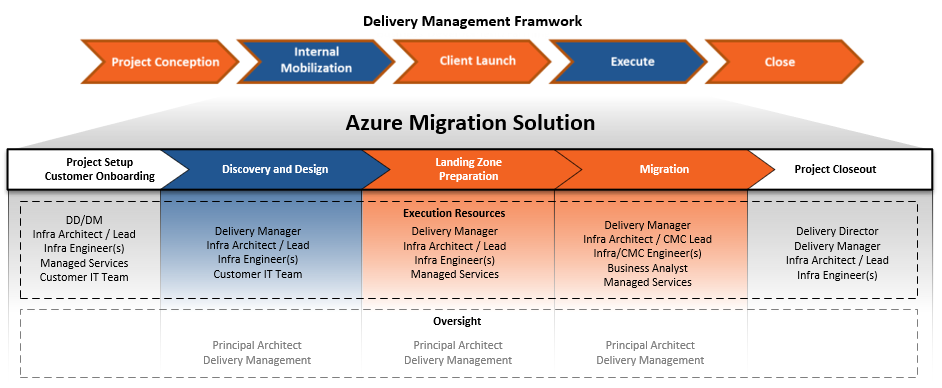 Delivery Management Framwork
Project Conception
Internal
Mobilization
Client Launch
Execute
Close
Azure Migration Solution
Project Setup
Customer Onboarding
Discovery and Design
Landing Zone
Preparation
Migration
Project Closeout
Execution Resources
DD/DM
Infra Architect / Lead
Infra Engineer(s)
Managed Services
Customer IT Team
Delivery Manager
Infra Architect / Lead
Infra Engineer(s)
Customer IT Team
Delivery Manager
Infra Architect / Lead
Infra Engineer(s)
Managed Services
Delivery Manager
Infra Architect / CMC Lead
Infra/CMC Engineer(s)
Business Analyst
Managed Services
Delivery Director
Delivery Manager
Infra Architect / Lead
Infra Engineer(s)
Oversight
Principal Architect
Delivery Management
Principal Architect
Delivery Management
Principal Architect
Delivery Management